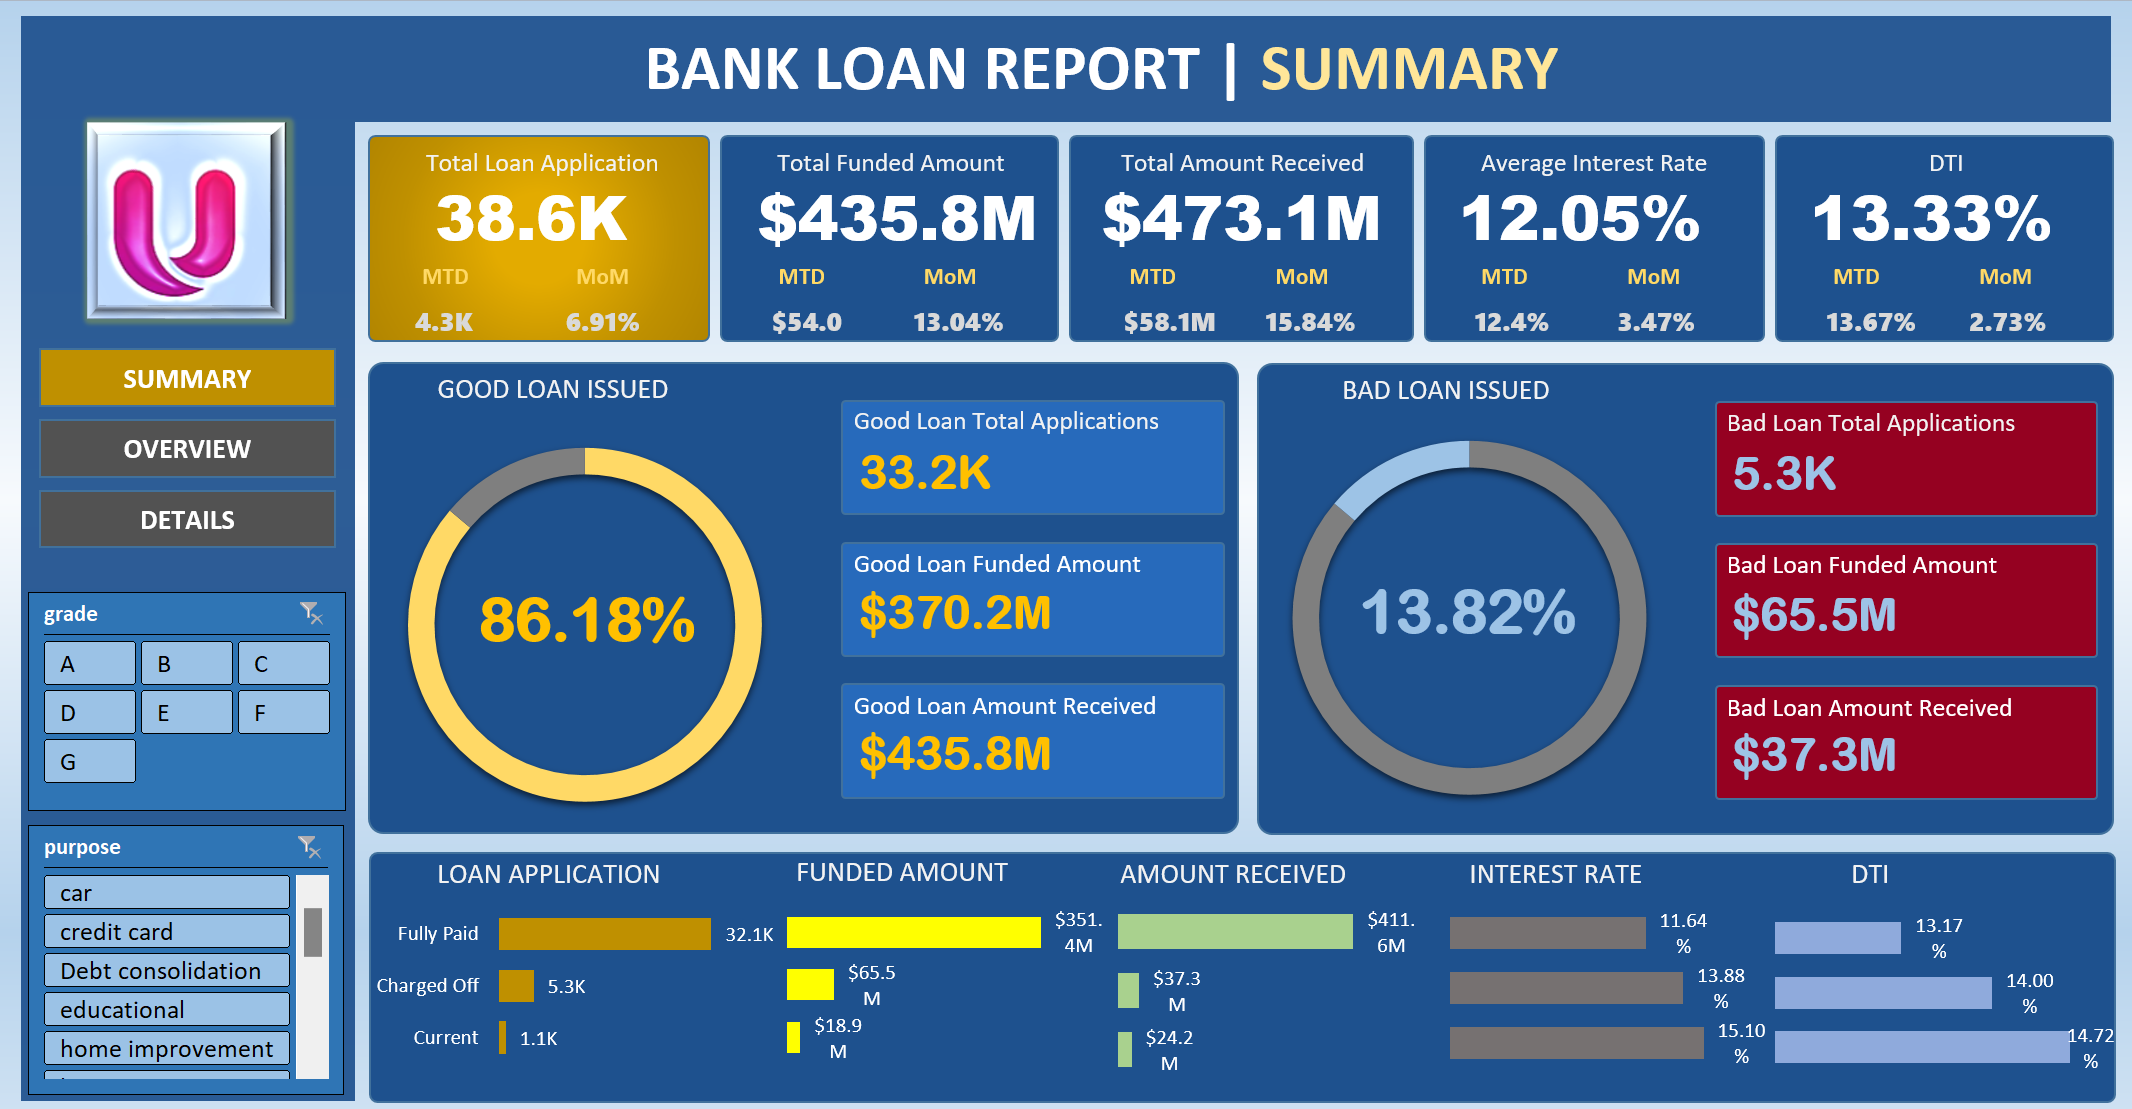 BANK LOAN REPORT | SUMMARY
Total Loan Application
38.6K
MTD MoM
4.3K 6.91%
Total Funded Amount
$435.8M
MTD MoM
$54.0 13.04%
Total Amount Received
$473.1M
MTD MoM
$58.1M 15.84%
Average Interest Rate
12.05%
MTD MoM
12.4% 3.47%
DTI
13.33%
MTD MoM
13.67% 2.73%
SUMMARY
OVERVIEW
DETAILS
grade
A B C
D E F
G
purpose
car
credit card
Debt consolidation
educational
home improvement
GOOD LOAN ISSUED
86.18%
Good Loan Total Applications
33.2K
Good Loan Funded Amount
$370.2M
Good Loan Amount Received
$435.8M
BAD LOAN ISSUED
13.82%
Bad Loan Total Applications
5.3K
Bad Loan Funded Amount
$65.5M
Bad Loan Amount Received
$37.3M
LOAN APPLICATION
Fully Paid 32.1K
Charged Off 5.3K
Current 1.1K
FUNDED AMOUNT
$351.
4M
$65.5
M
$18.9
M
AMOUNT RECEIVED
$411.
6M
$37.3
M
$24.2
M
INTEREST RATE
11.64
%
13.88
%
15.10
%
DTI
13.17
%
14.00
%
14.72
%